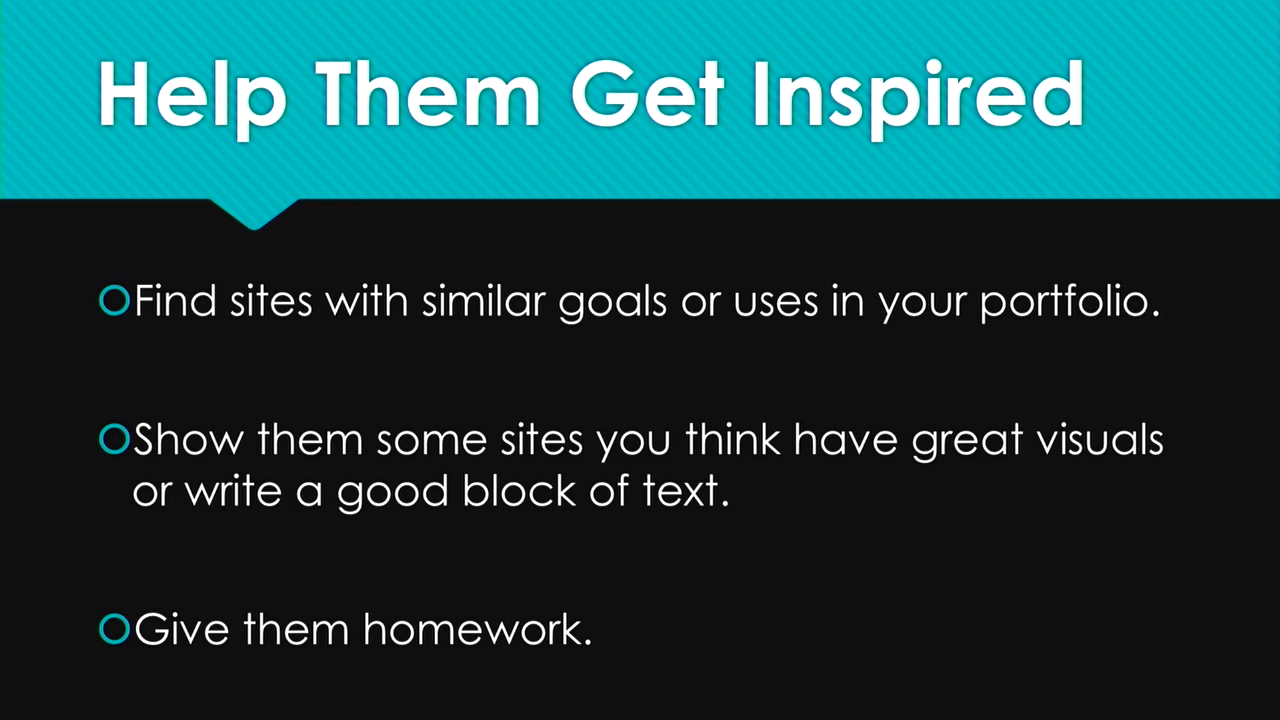 Help Them Get Inspired
Find sites with similar goals or uses in your portfolio.
Show them some sites you think have great visuals
or write a good block of text.
Give them homework.